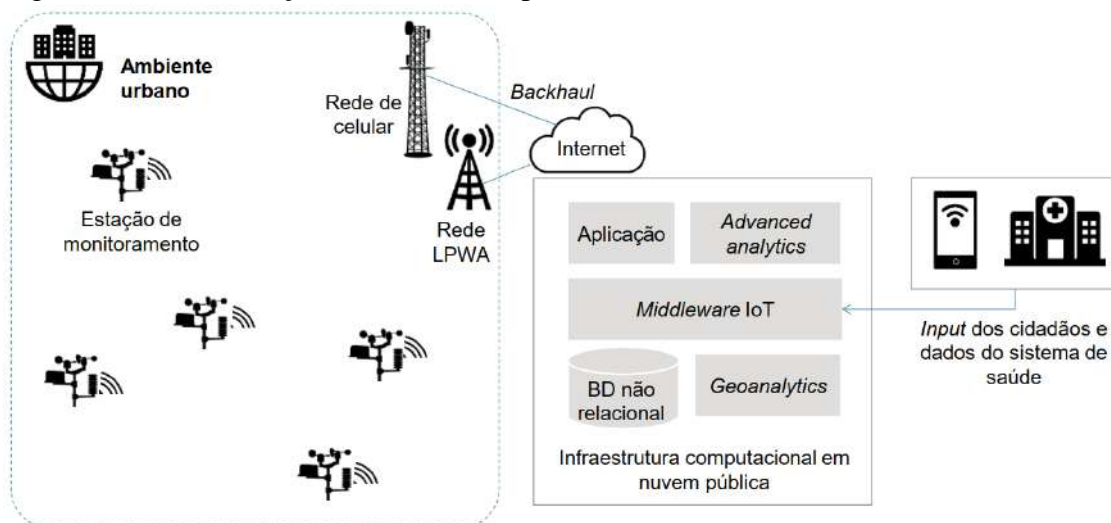 Ambiente
urbano
Rede de
celular
Backhaul
Internet
Estação de
monitoramento
Rede
LPWA
Aplicação
Advanced
analytics
Middleware IoT
BD não
relacional
Geoanalytics
Infraestrutura computacional em
nuvem pública
Input dos cidadãos e
dados do sistema de
saúde